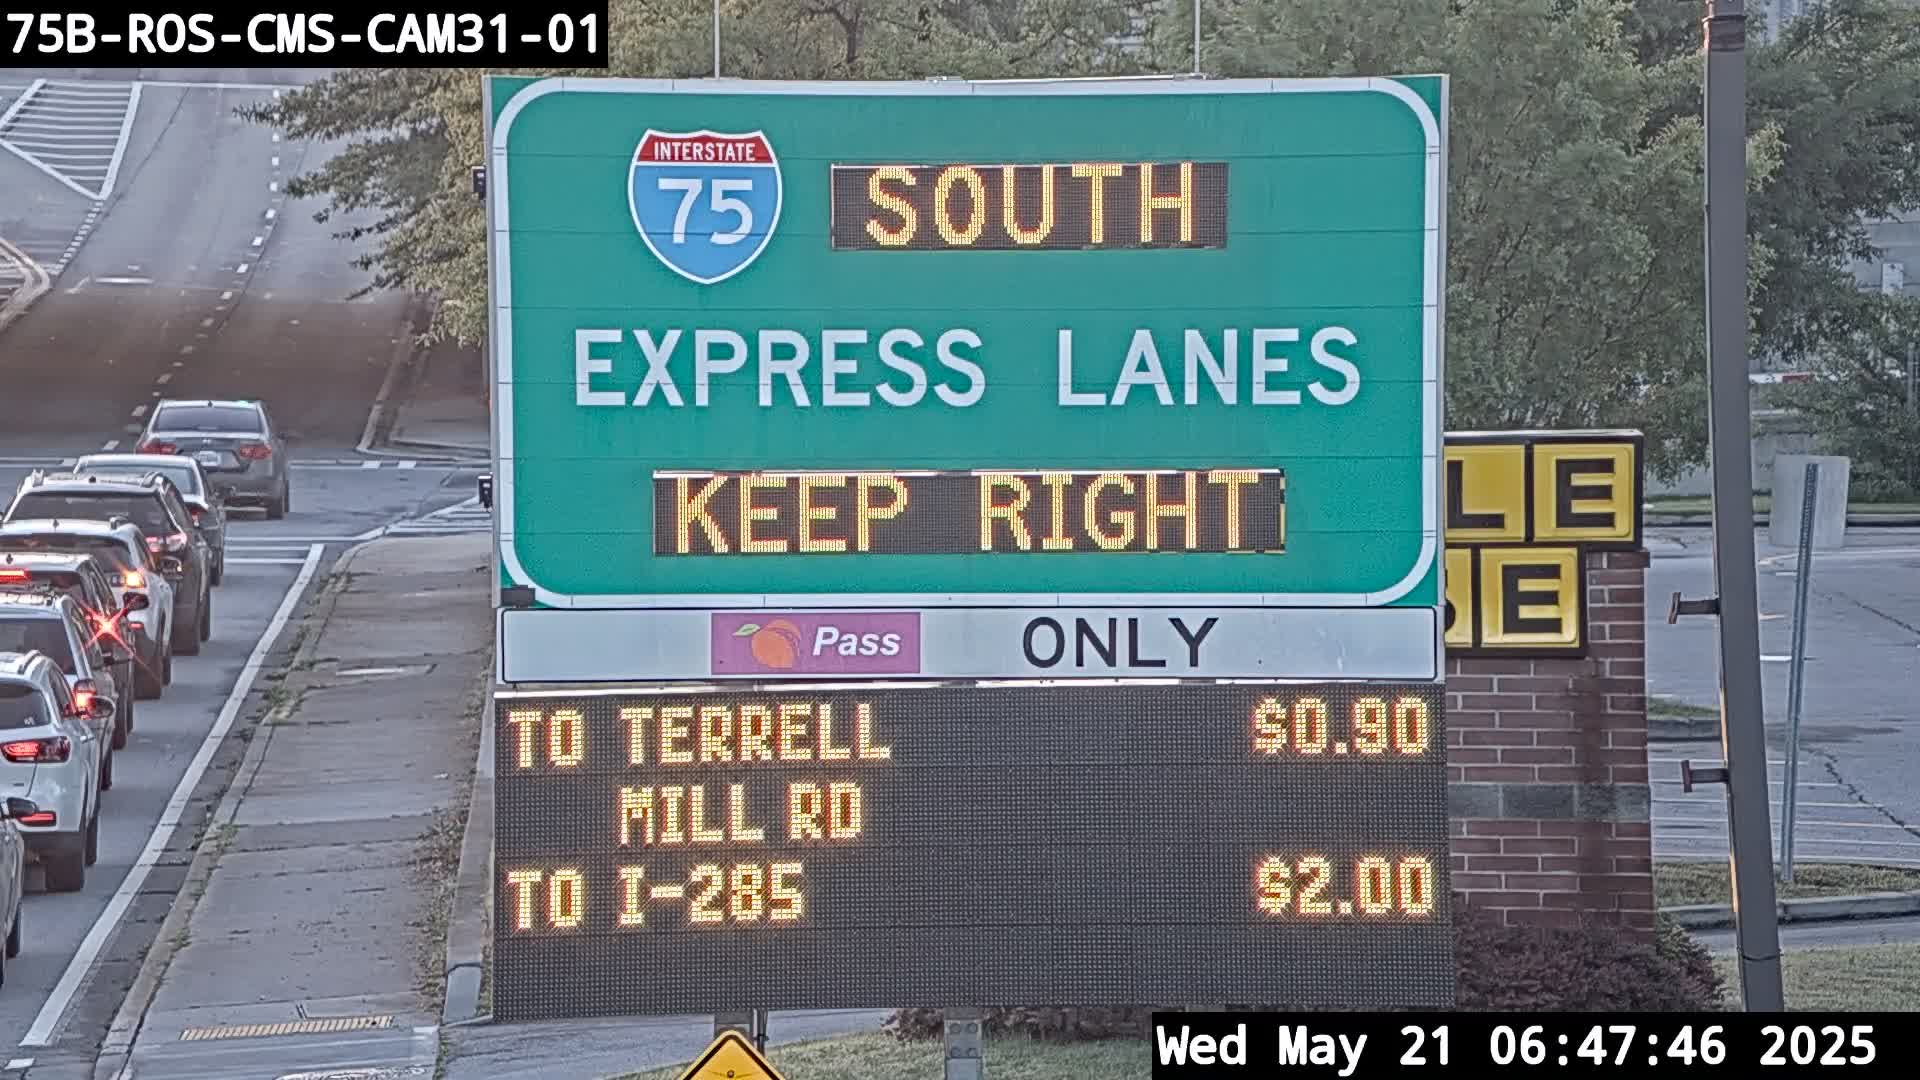 75B-ROS-CMS-CAM31-01
INTERSTATE
75
SOUTH
EXPRESS LANES
KEEP RIGHT
Pass ONLY
TO TERRELL $0.90
MILL RD
TO I-285 $2.00
LE
E
Wed May 21 06:47:46 2025